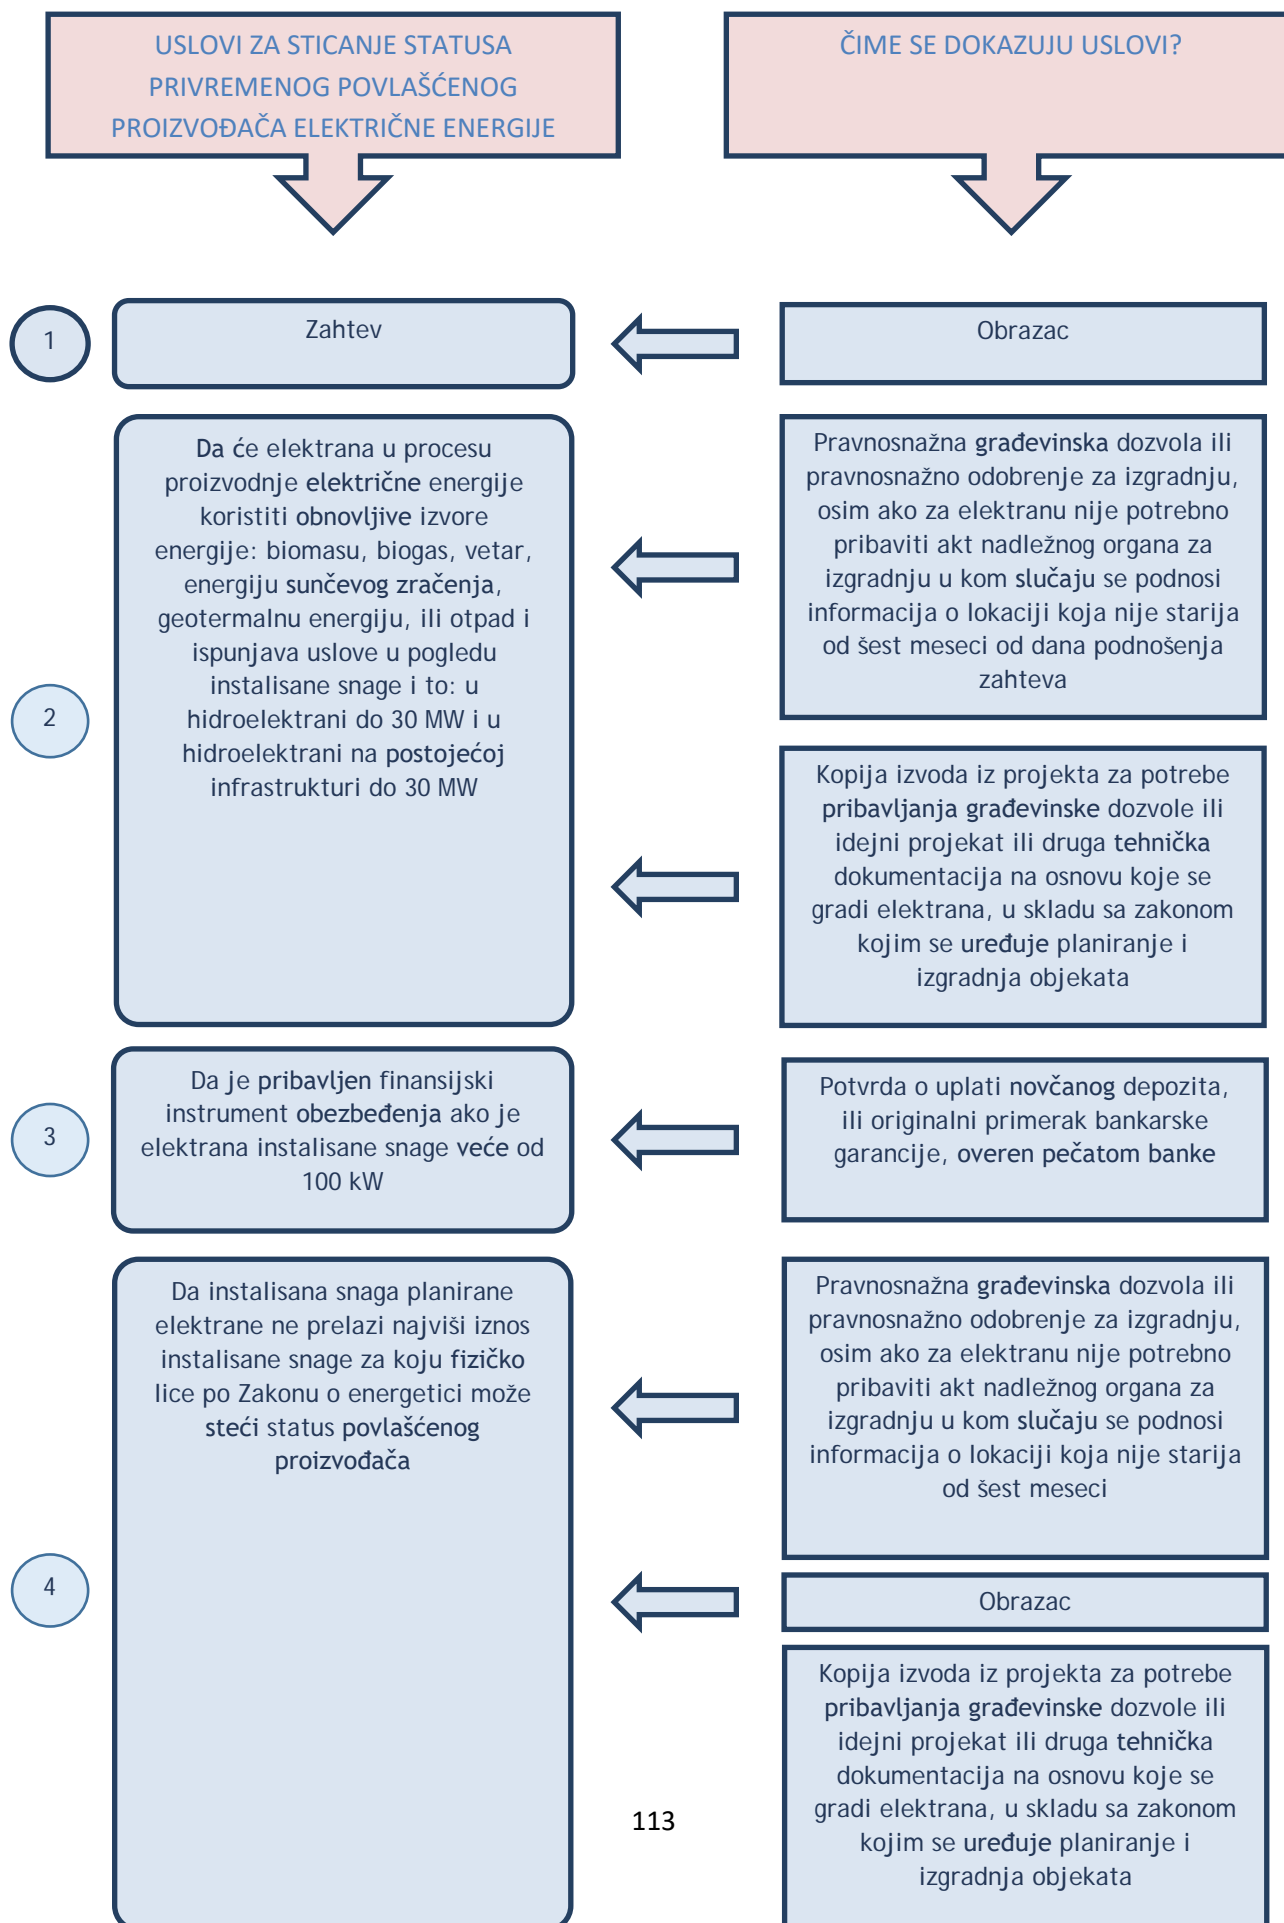 USLOVI ZA STICANJE STATUSA
PRIVREMENOG POVLAŠĆENOG
PROIZVOĐAČA ELEKTRIČNE ENERGIJE
ČIME SE DOKAZUJU USLOVI?
1
Zahtev
Obrazac
2
Da će elektrana u procesu
proizvodnje električne energije
koristiti obnovljive izvore
energije: biomasu, biogas, vetar,
energiju sunčevog zračenja,
geotermalnu energiju, ili otpad i
ispunjava uslove u pogledu
instalisane snage i to: u
hidroelektrani do 30 MW i u
hidroelektrani na postojećoj
infrastrukturi do 30 MW
Pravnosnažna građevinska dozvola ili
pravnosnažno odobrenje za izgradnju,
osim ako za elektranu nije potrebno
pribaviti akt nadležnog organa za
izgradnju u kom slučaju se podnosi
informacija o lokaciji koja nije starija
od šest meseci od dana podnošenja
zahteva
Kopija izvoda iz projekta za potrebe
pribavljanja građevinske dozvole ili
idejni projekat ili druga tehnička
dokumentacija na osnovu koje se
gradi elektrana, u skladu sa zakonom
kojim se uređuje planiranje i
izgradnja objekata
3
Da je pribavljen finansijski
instrument obezbeđenja ako je
elektrana instalisane snage veće od
100 kW
Potvrda o uplati novčanog depozita,
ili originalni primerak bankarske
garancije, overen pečatom banke
4
Da instalisana snaga planirane
elektrane ne prelazi najviši iznos
instalisane snage za koju fizičko
lice po Zakonu o energetici može
steći status povlašćenog
proizvođača
Pravnosnažna građevinska dozvola ili
pravnosnažno odobrenje za izgradnju,
osim ako za elektranu nije potrebno
pribaviti akt nadležnog organa za
izgradnju u kom slučaju se podnosi
informacija o lokaciji koja nije starija
od šest meseci
Obrazac
Kopija izvoda iz projekta za potrebe
pribavljanja građevinske dozvole ili
idejni projekat ili druga tehnička
dokumentacija na osnovu koje se
gradi elektrana, u skladu sa zakonom
kojim se uređuje planiranje i
izgradnja objekata
113